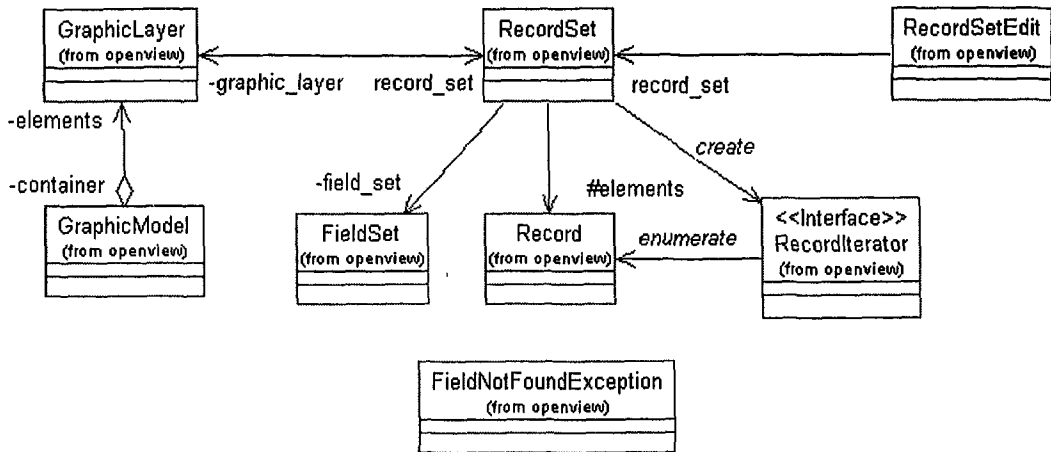 GraphicLayer
(from openview)
RecordSet
(from openview)
RecordSetEdit
(from openview)
-graphic_layer
record_set
record_set
-elements
create
-container
-field_set
#elements
GraphicModel
(from openview)
FieldSet
(from openview)
Record
(from openview)
enumerate
<<Interface>>
RecordIterator
(from openview)
FieldNotFoundException
(from openview)